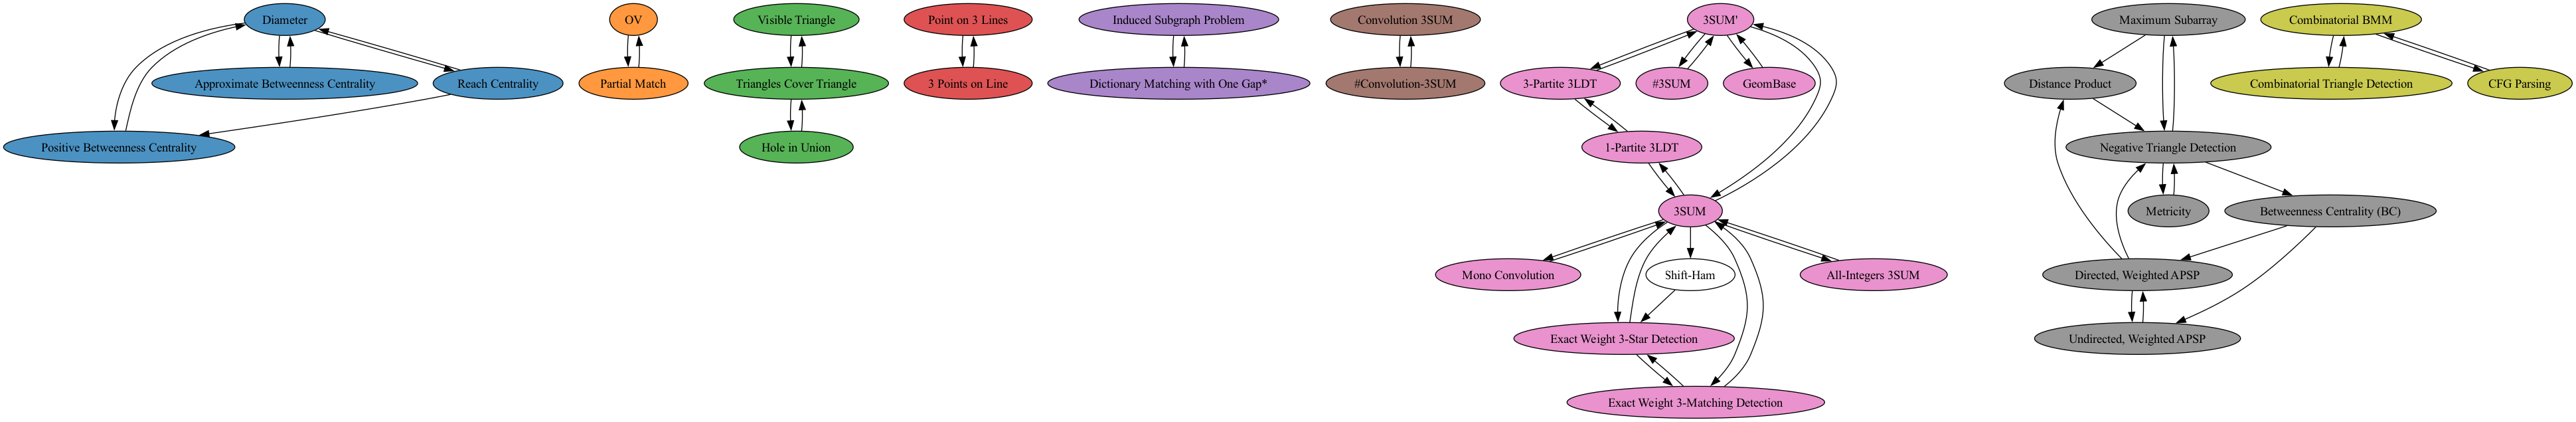 Diameter
OV
Visible Triangle
Point on 3 Lines
Induced Subgraph Problem
Convolution 3SUM
3SUM'
Maximum Subarray
Combinatorial BMM
Approximate Betweenness Centrality
Reach Centrality
Partial Match
Triangles Cover Triangle
3 Points on Line
Dictionary Matching with One Gap*
#Convolution-3SUM
3-Partite 3LDT
#3SUM
GeomBase
Distance Product
Combinatorial Triangle Detection
CFG Parsing
Positive Betweenness Centrality
Hole in Union
1-Partite 3LDT
Negative Triangle Detection
3SUM
Metricity
Betweenness Centrality (BC)
Mono Convolution
Shift-Ham
All-Integers 3SUM
Directed, Weighted APSP
Exact Weight 3-Star Detection
Undirected, Weighted APSP
Exact Weight 3-Matching Detection